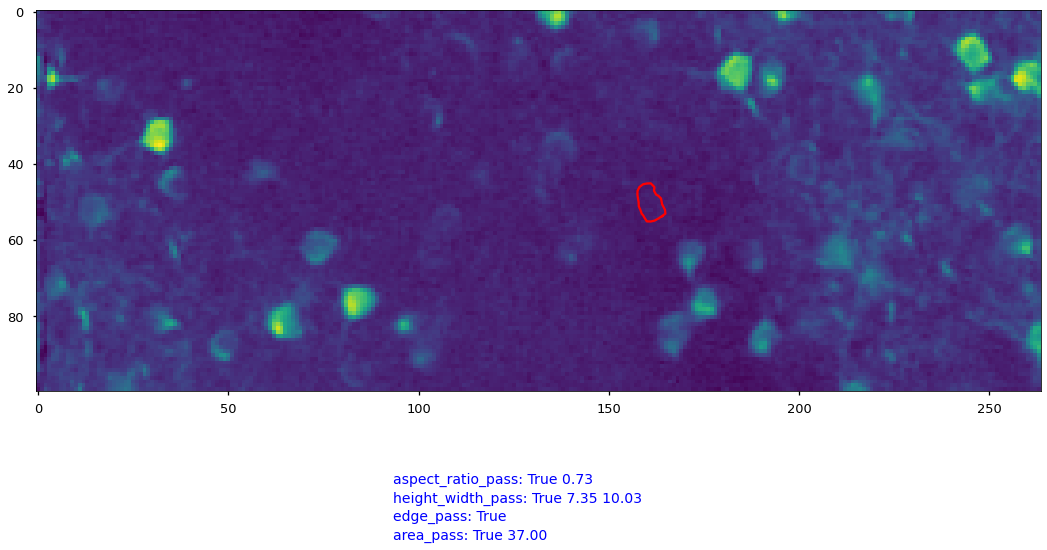 0
20
40
60
80
0 50 100 150 200 250
aspect_ratio_pass: True 0.73
height_width_pass: True 7.35 10.03
edge_pass: True
area_pass: True 37.00